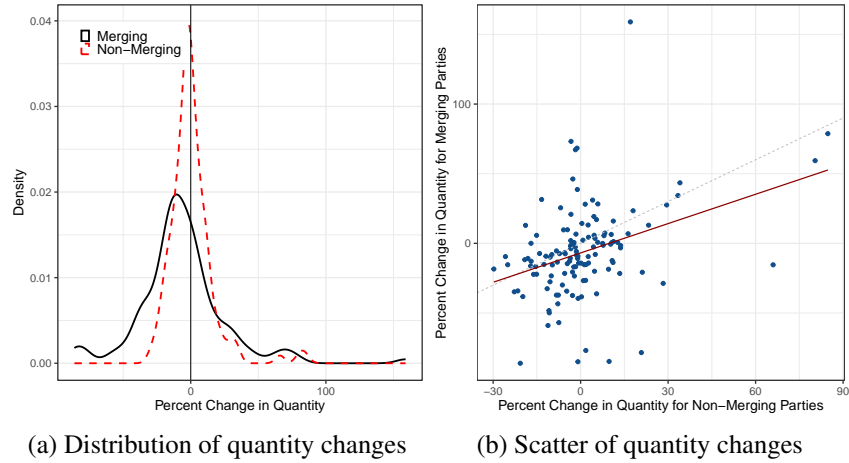 0.04
0.03
0.02
0.01
0.00
Density
Merging
Non−Merging
0
100
Percent Change in Quantity
(a) Distribution of quantity changes
100
0
Percent Change in Quantity for Merging Parties
−30
0
30
60
90
Percent Change in Quantity for Non−Merging Parties
(b) Scatter of quantity changes